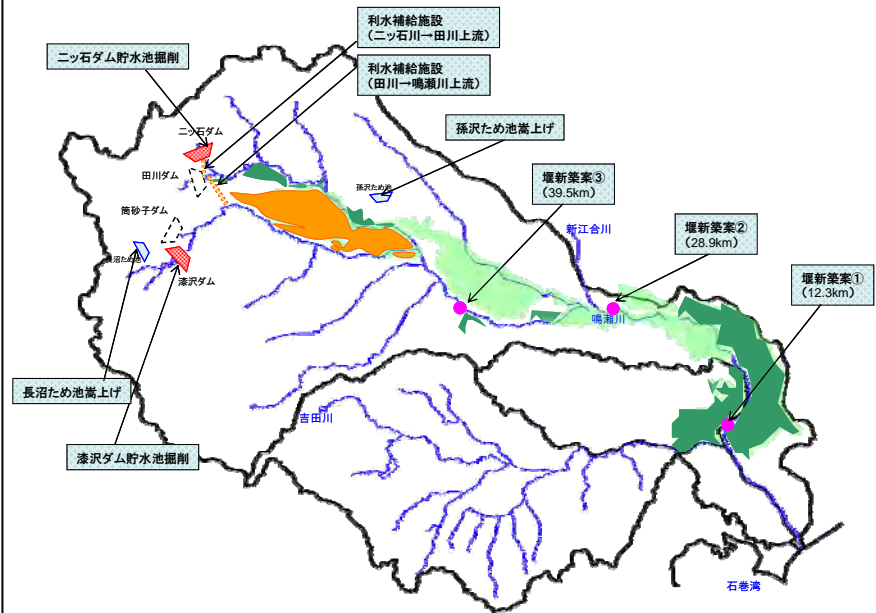 利水補給施設
(二ッ石川→田川上流)
二ッ石ダム貯水池掘削
利水補給施設
(田川→鳴瀬川上流)
孫沢ため池嵩上げ
二ッ石ダム
堰新築案③
(39.5km)
田川ダム
孫沢ため池
堰新築案②
(28.9km)
筒砂子ダム
新江合川
長沼ため池
堰新築案①
(12.3km)
漆沢ダム
鳴瀬川
長沼ため池嵩上げ
吉田川
漆沢ダム貯水池掘削
石巻湾